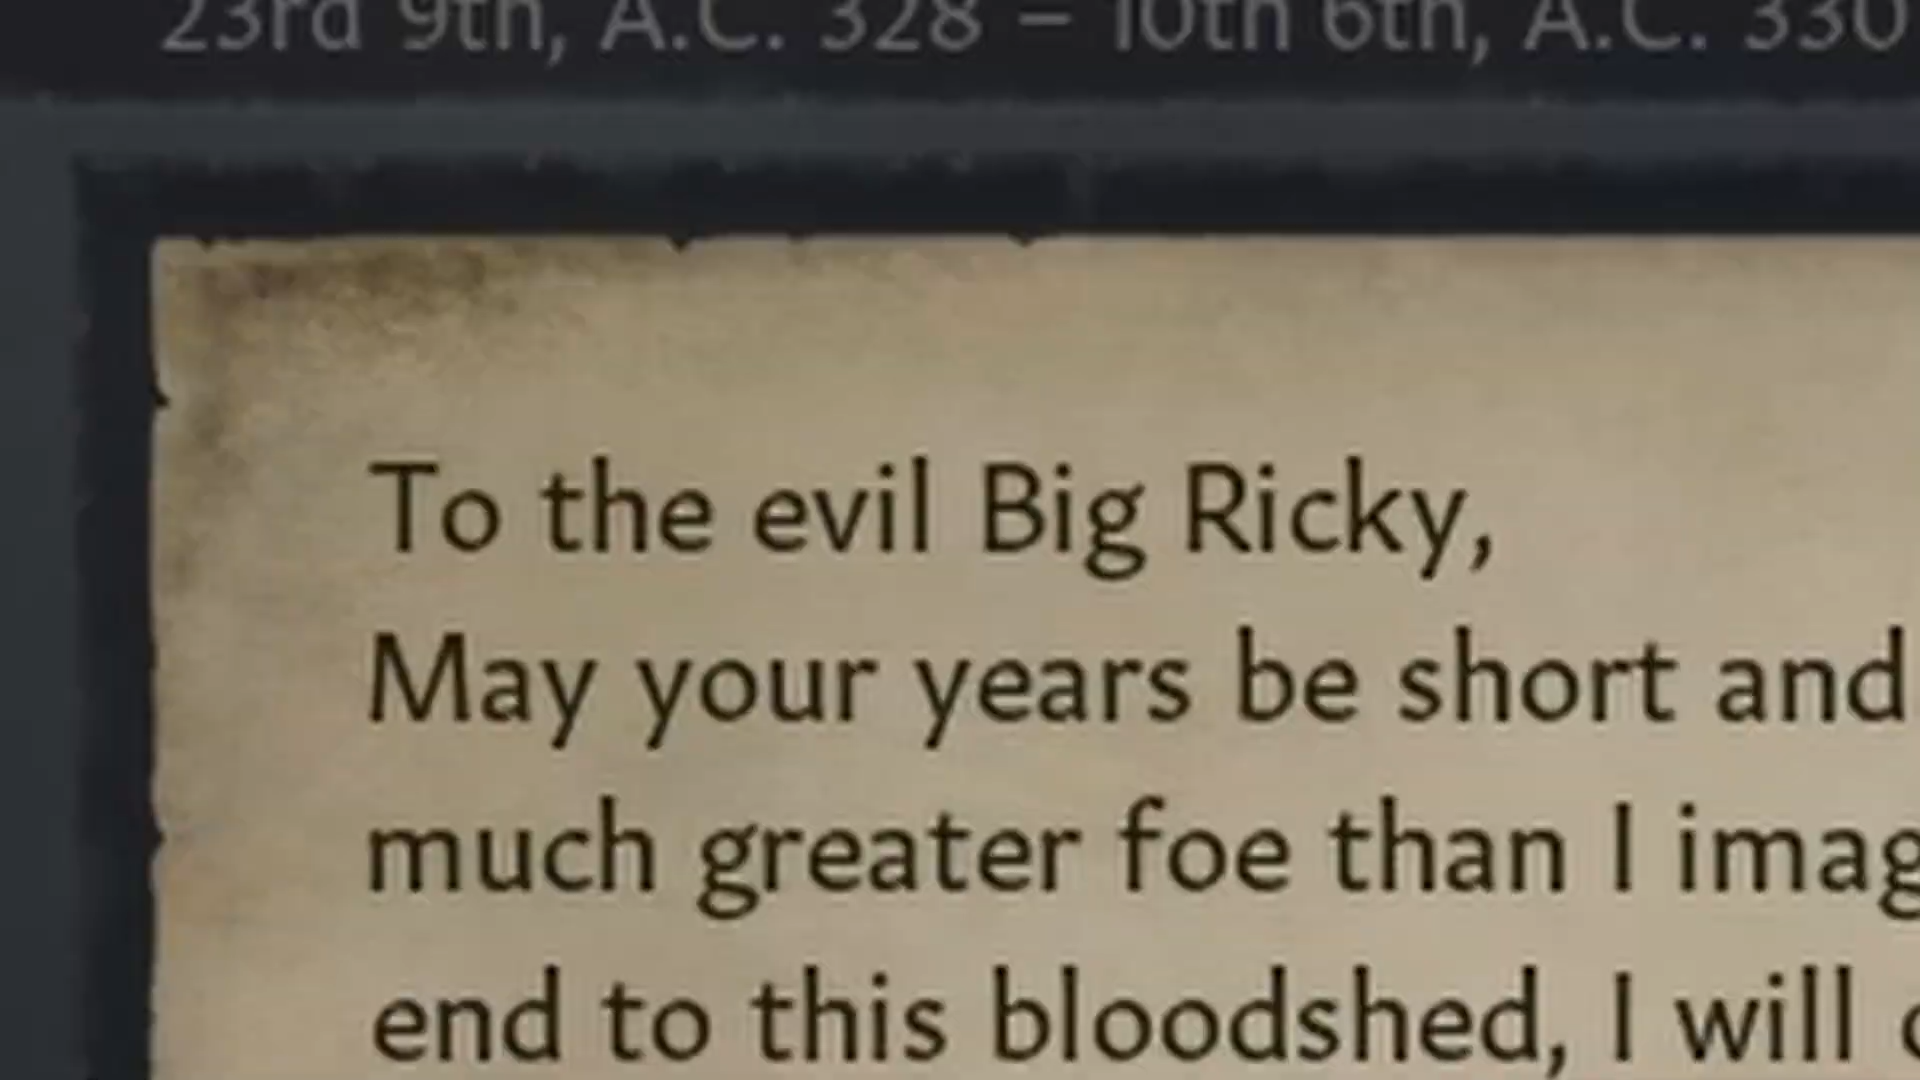 23rd 9th, A.C. 328 – 10th 6th, A.C. 330
To the evil Big Ricky,
May your years be short and
much greater foe than I imag
end to this bloodshed, I will